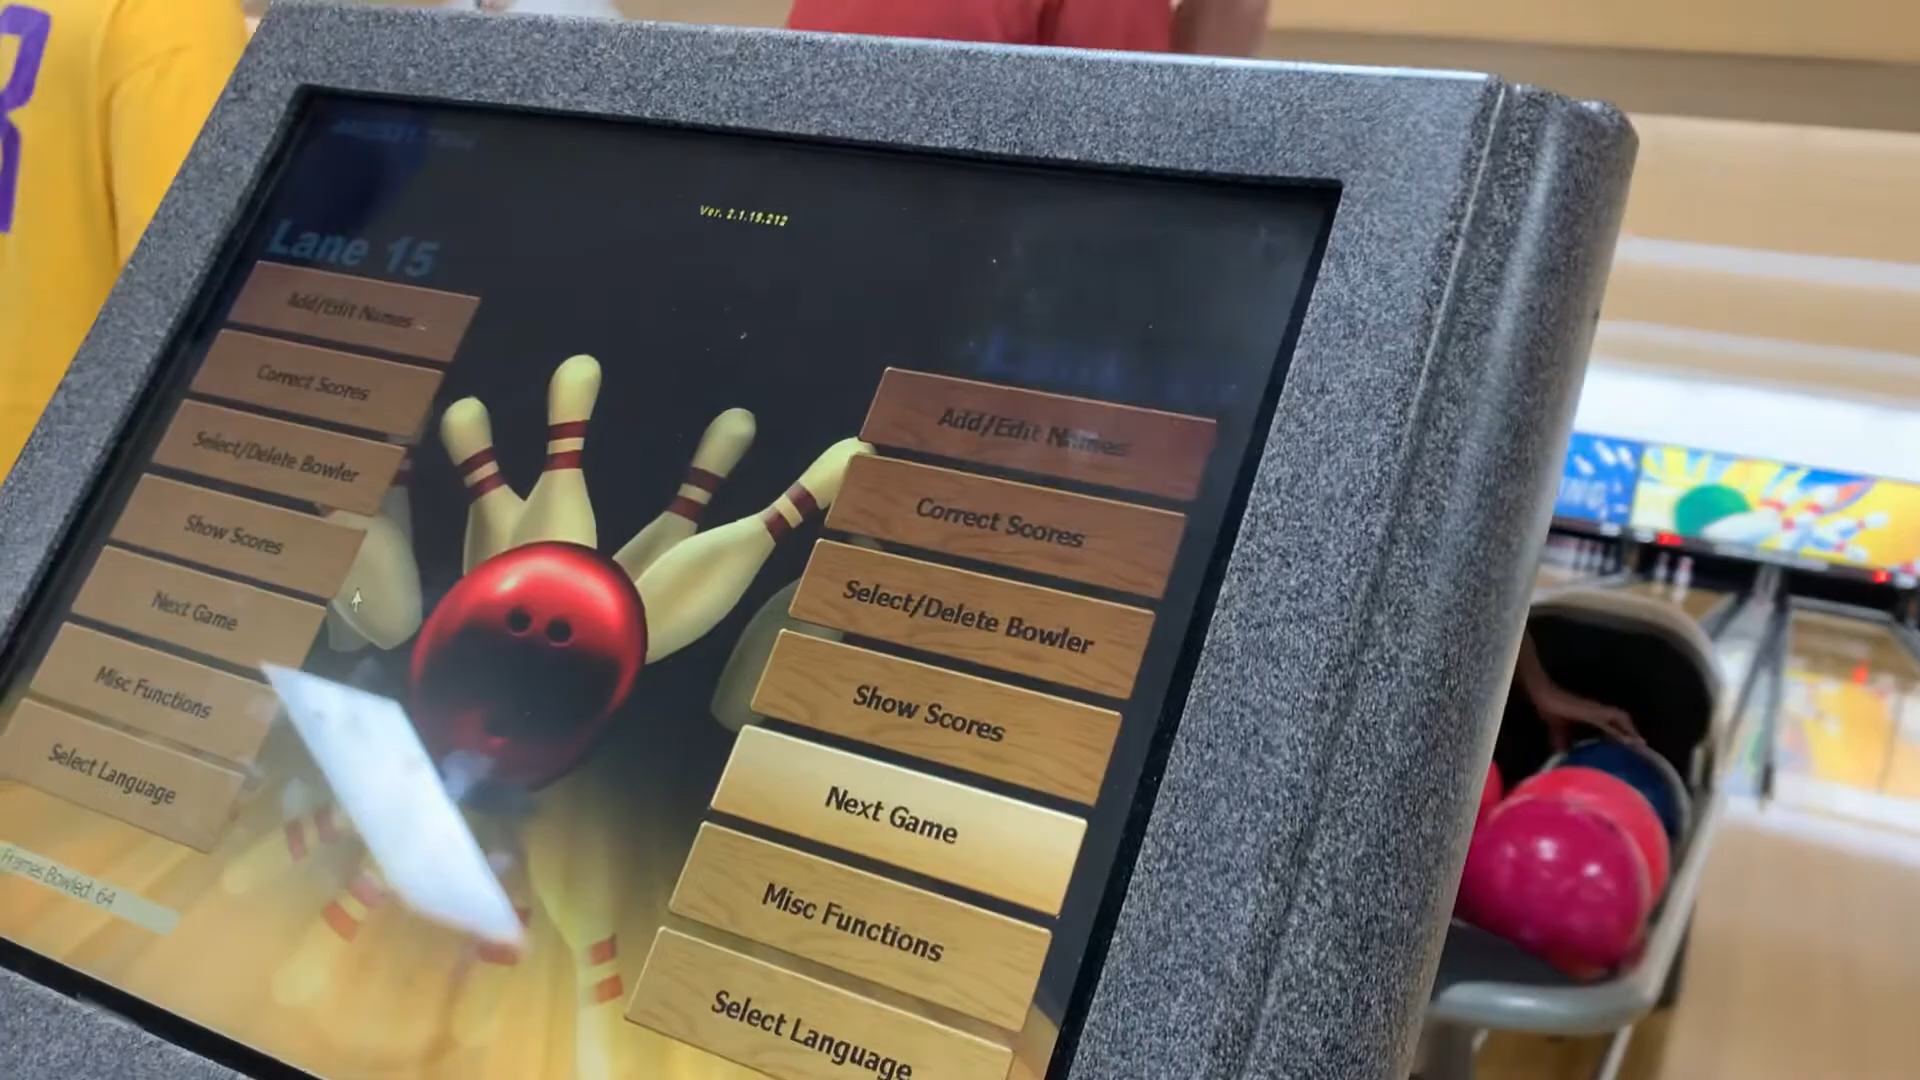 Ver. 2.1.19.212
Lane 15
Add/Edit Names
Correct Scores
Select/Delete Bowler
Show Scores
Next Game
Misc Functions
Select Language
Frames Bowled: 64
Lane
Add/Edit Names
Correct Scores
Select/Delete Bowler
Show Scores
Next Game
Misc Functions
Select Language